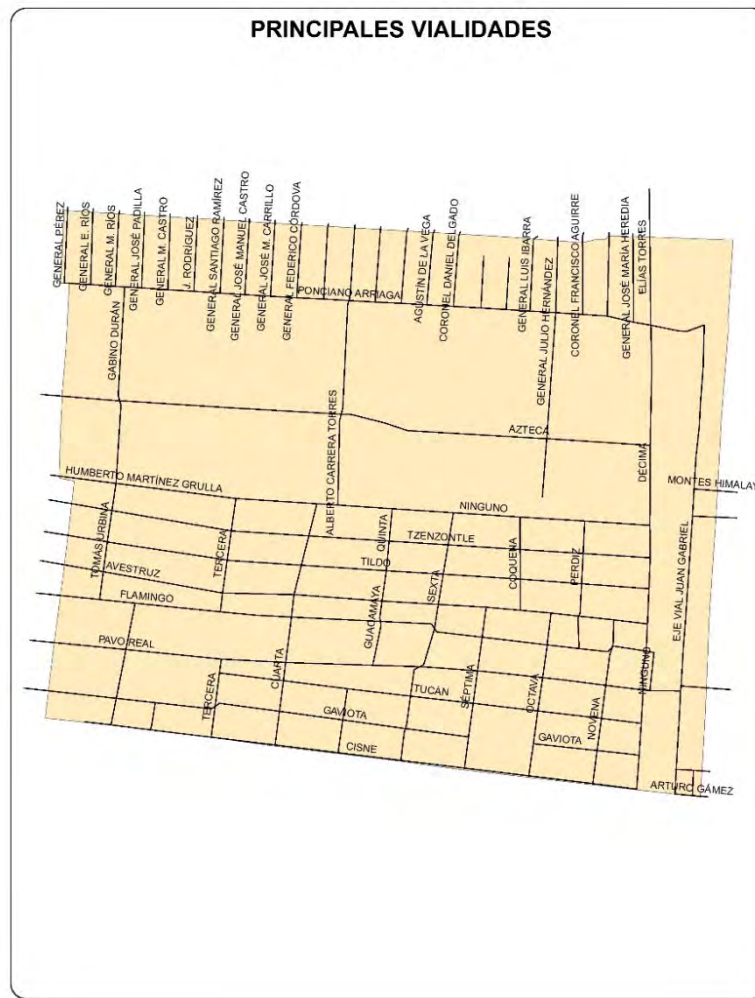 PRINCIPALES VIALIDADES
GENERAL PÉREZ
GENERAL E. RÍOS
GENERAL M. RÍOS
GENERAL JOSÉ PADILLA
GENERAL M. CASTRO
J. RODRÍGUEZ
GENERAL SANTIAGO RAMÍREZ
GENERAL JOSÉ MANUEL CASTRO
GENERAL JOSÉ M. CARRILLO
GENERAL FEDERICO CÓRDOVA
AGUSTÍN DE LA VEGA
CORONEL DANIEL DELGADO
GENERAL LUIS IBARRA
GENERAL JULIO HERNÁNDEZ
CORONEL FRANCISCO AGUIRRE
GENERAL JOSÉ MARÍA HEREDIA
ELÍAS TORRES
PONCIANO ARRIAGA
GABINO DURÁN
AZTECA
ALBERTO CARRERA TORRES
DÉCIMA
HUMBERTO MARTÍNEZ GRULLA
MONTES HIMALAY
NINGUNO
TOMÁS URBINA
TERCERA
QUINTA
TZENZONTLE
TILDO
COQUENA
PERDIZ
EJE VIAL JUAN GABRIEL
AVESTRUZ
SEXTA
FLAMINGO
GUACAMAYA
PAVO REAL
CUARTA
NINGUNO
TERCERA
TUCÁN
SÉPTIMA
OCTAVA
NOVENA
GAVIOTA
GAVIOTA
CISNE
ARTURO GÁMEZ